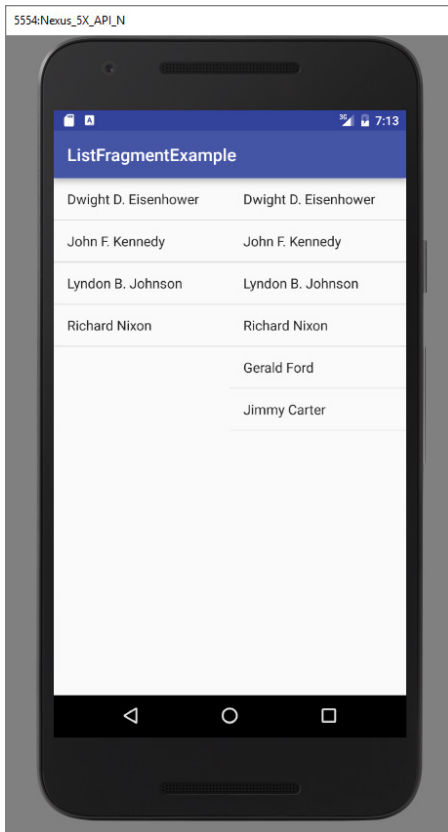 5554:Nexus_5X_API_N
A 3G 7:13
ListFragmentExample
Dwight D. Eisenhower Dwight D. Eisenhower
John F. Kennedy John F. Kennedy
Lyndon B. Johnson Lyndon B. Johnson
Richard Nixon Richard Nixon
Gerald Ford
Jimmy Carter